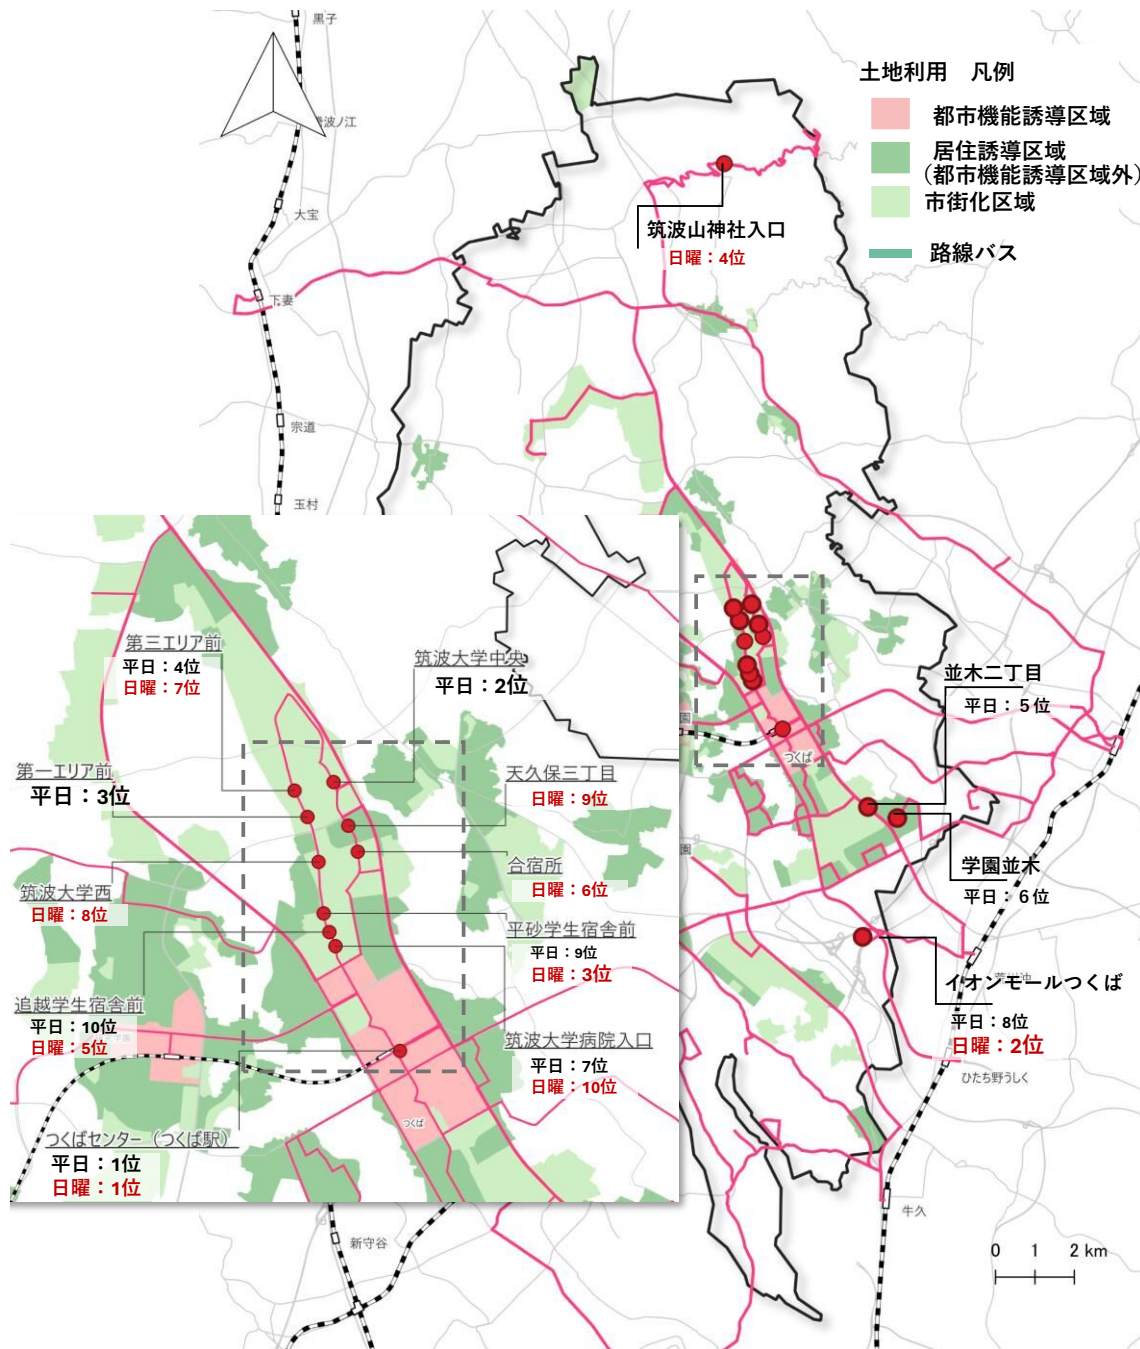 黒子
波ノ江
大宝
下妻
宗道
玉村
土地利用　凡例
都市機能誘導区域
居住誘導区域
（都市機能誘導区域外）
市街化区域
路線バス
筑波山神社入口
日曜：4位
第三エリア前
平日：4位
日曜：7位
筑波大学中央
平日：2位
第一エリア前
平日：3位
天久保三丁目
日曜：9位
合宿所
日曜：6位
筑波大学西
日曜：8位
平砂学生宿舎前
平日：9位
日曜：3位
追越学生宿舎前
平日：10位
日曜：5位
筑波大学病院入口
平日：7位
日曜：10位
つくばセンター（つくば駅）
平日：1位
日曜：1位
つくば
園
つくば
園
並木二丁目
平日：５位
学園並木
平日：６位
イオンモールつくば
平日：8位
日曜：2位
ひたち野うしく
牛久
新守谷
0 1 2 km